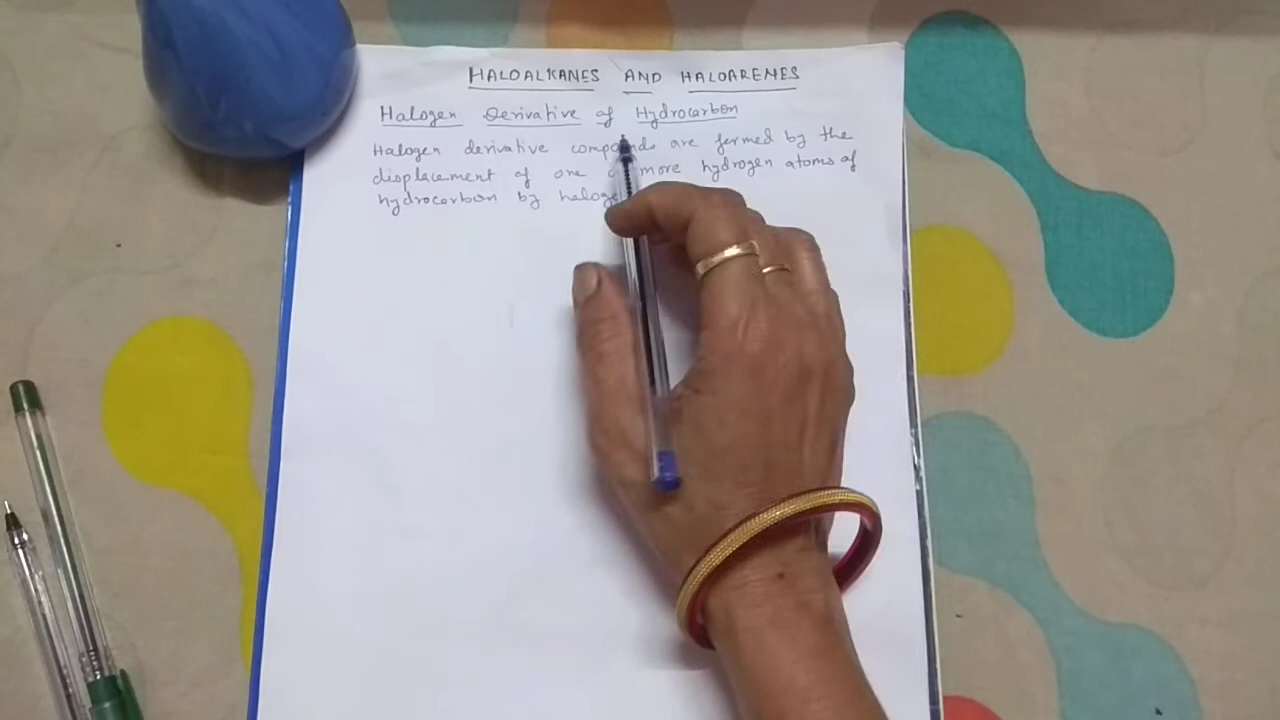 HALOALKANES AND HALOARENES
Halogen Derivative of Hydrocarbon
Halogen derivative compounds are formed by the
displacement of one more hydrogen atoms of
hydrocarbon by